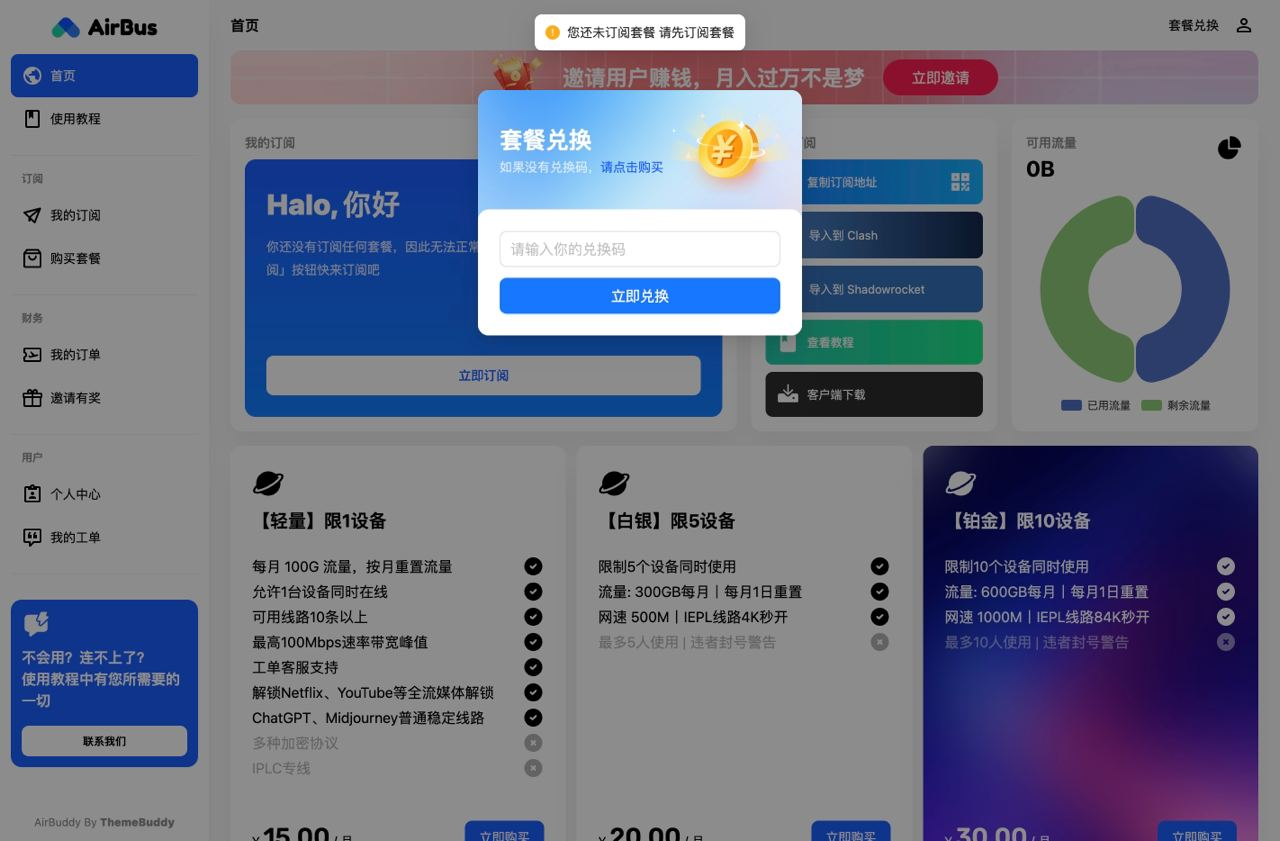 AirBus
首页
使用教程
订阅
我的订阅
购买套餐
财务
我的订单
邀请有奖
用户
个人中心
我的工单
不会用？连不上了？
使用教程中有您所需要的
一切
联系我们
AirBuddy By ThemeBuddy
首页
您还未订阅套餐 请先订阅套餐
套餐兑换
邀请用户赚钱，月入过万不是梦
立即邀请
套餐兑换
如果没有兑换码，请点击购买
请输入你的兑换码
立即兑换
我的订阅
Halo, 你好
你还没有订阅任何套餐，因此无法正常
阅」按钮快来订阅吧
立即订阅
阅
复制订阅地址
导入到 Clash
导入到 Shadowrocket
查看教程
客户端下载
可用流量
0B
已用流量
剩余流量
【轻量】限1设备
每月 100G 流量，按月重置流量
允许1台设备同时在线
可用线路10条以上
最高100Mbps速率带宽峰值
工单客服支持
解锁Netflix、YouTube等全流媒体解锁
ChatGPT、Midjourney普通稳定线路
多种加密协议
IPLC专线
¥ 15.00 / 月
立即购买
【白银】限5设备
限制5个设备同时使用
流量: 300GB每月丨每月1日重置
网速 500M丨IEPL线路4K秒开
最多5人使用 | 违者封号警告
¥ 20.00 / 月
立即购买
【铂金】限10设备
限制10个设备同时使用
流量: 600GB每月丨每月1日重置
网速 1000M丨IEPL线路84K秒开
最多10人使用 | 违者封号警告
¥ 30.00 / 月
立即购买